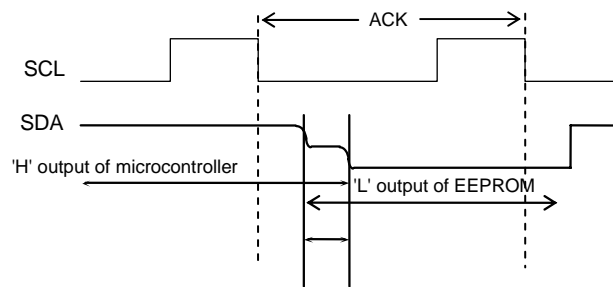 ACK
SCL
SDA
'H' output of microcontroller
'L' output of EEPROM